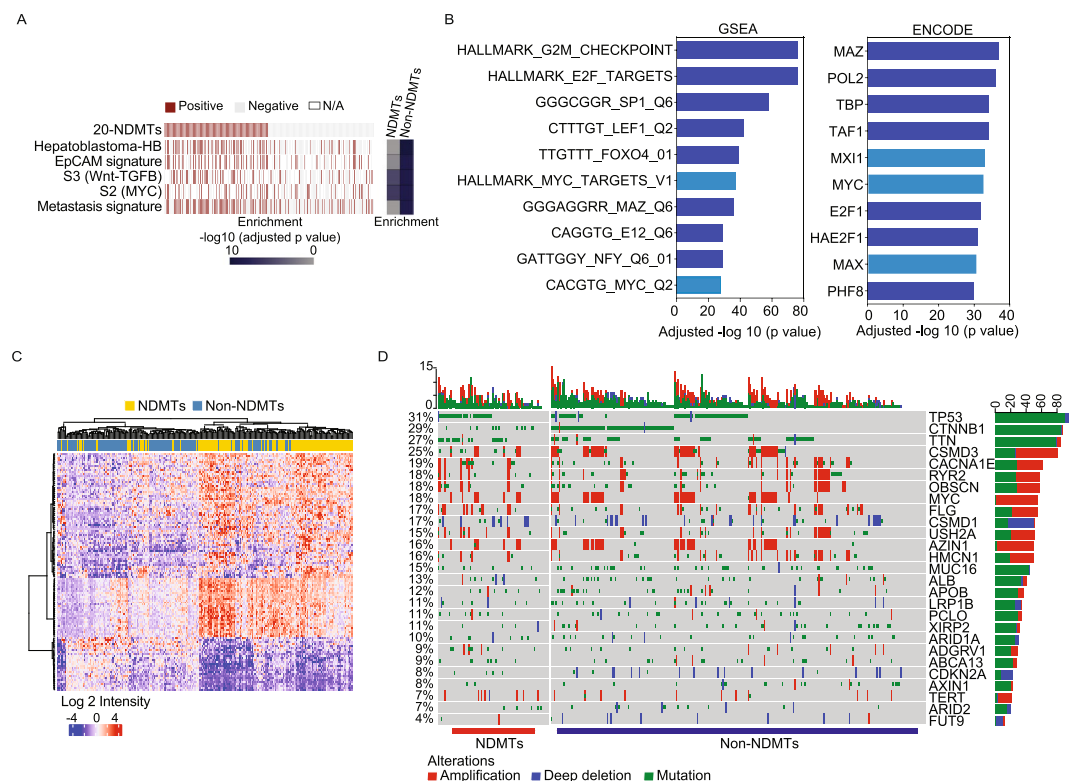 A
Positive Negative N/A
NDMTs
Non-NDMTs
20-NDMTs
Hepatoblastoma-HB
EpCAM signature
S3 (Wnt-TGFB)
S2 (MYC)
Metastasis signature
Enrichment
Enrichment
-log10 (adjusted p value)
10 0
B
GSEA
HALLMARK_G2M_CHECKPOINT
HALLMARK_E2F_TARGETS
GGGCGGR_SP1_Q6
CTTTGT_LEF1_Q2
TTGTTT_FOXO4_01
HALLMARK_MYC_TARGETS_V1
GGGAGGRR_MAZ_Q6
CAGGTG_E12_Q6
GATTGGY_NFY_Q6_01
CACGTG_MYC_Q2
0 20 40 60 80
Adjusted -log 10 (p value)
ENCODE
MAZ
POL2
TBP
TAF1
MXI1
MYC
E2F1
HAE2F1
MAX
PHF8
0 10 20 30 40
Adjusted -log 10 (p value)
C
NDMTs Non-NDMTs
Log 2 Intensity
-4 0 4
D
15
0
0 20 40 60 80
31% TP53
29% CTNNB1
27% TTN
25% CSMD3
19% CACNA1E
18% RYR2
18% OBSCN
18% MYC
17% FLG
17% CSMD1
15% USH2A
16% AZIN1
16% HMCN1
15% MUC16
13% ALB
12% APOB
11% LRP1B
11% PCLO
11% XIRP2
10% ARID1A
9% ADGRV1
9% ABCA13
8% CDKN2A
8% AXIN1
7% TERT
7% ARID2
4% FUT9
NDMTs Non-NDMTs
Alterations
Amplification Deep deletion Mutation